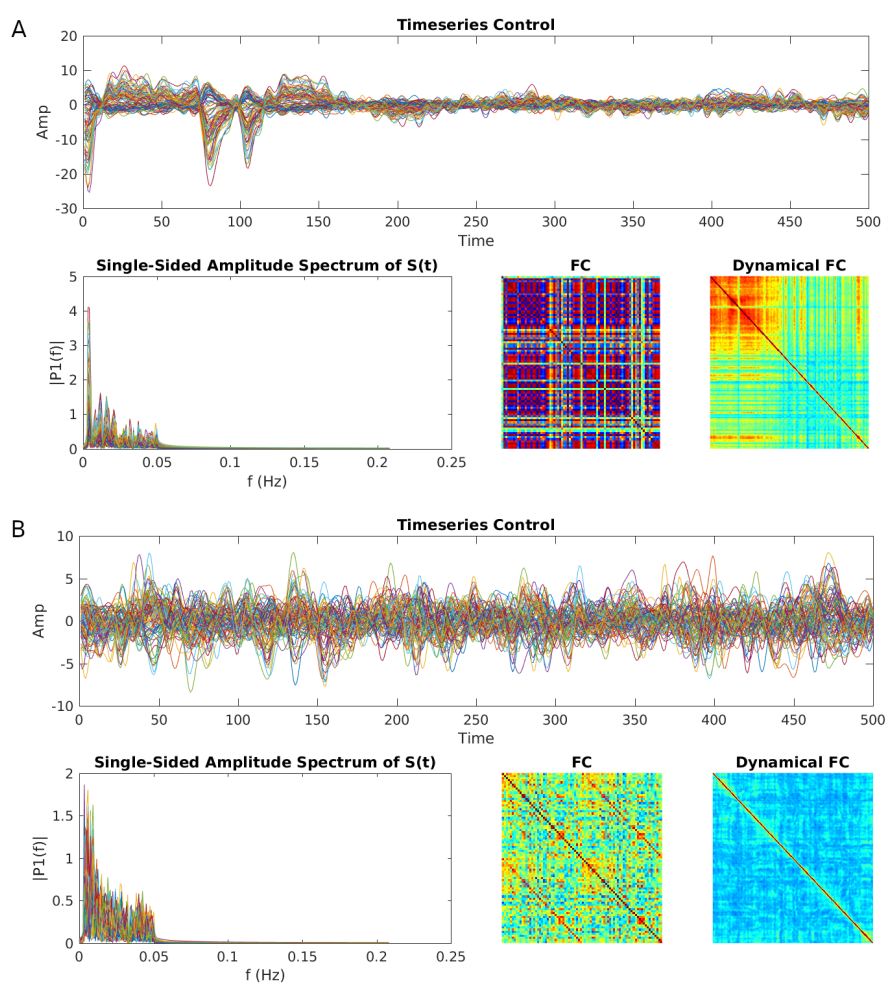 A
Timeseries Control
20
10
0
-10
-20
-30
Amp
0 50 100 150 200 250 300 350 400 450 500
Time
Single-Sided Amplitude Spectrum of S(t)
FC
Dynamical FC
5
4
3
2
1
0
|P1(f)|
0 0.05 0.1 0.15 0.2 0.25
f (Hz)
B
Timeseries Control
10
5
0
-5
-10
Amp
0 50 100 150 200 250 300 350 400 450 500
Time
Single-Sided Amplitude Spectrum of S(t)
FC
Dynamical FC
2
1.5
1
0.5
0
|P1(f)|
0 0.05 0.1 0.15 0.2 0.25
f (Hz)